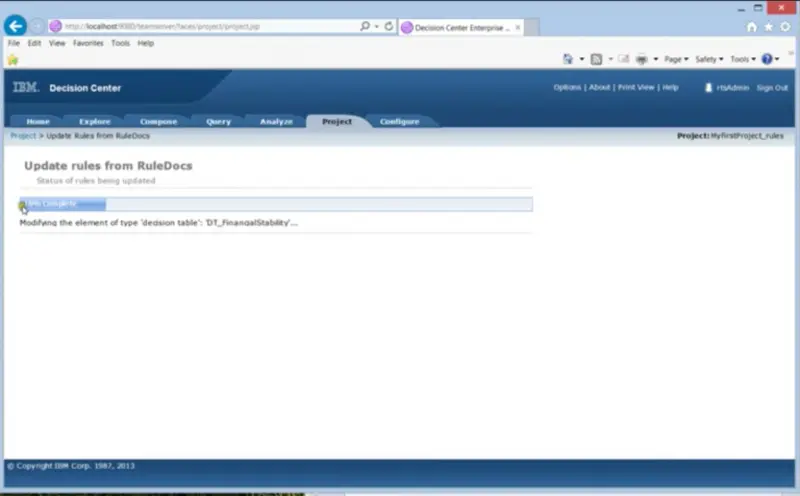 http://localhost:9080/teamserver/faces/project/project.jsp
Decision Center Enterprise ...
File Edit View Favorites Tools Help
Page Safety Tools
IBM. Decision Center
Options | About | Print View | Help
rtsAdmin Sign Out
Home Explore Compose Query Analyze Project Configure
Project > Update Rules from RuleDocs
Project: MyfirstProject_rules
Update rules from RuleDocs
Status of rules being updated
Complete
Modifying the element of type 'decision table': 'DT_FinancialStability'...
© Copyright IBM Corp. 1987, 2013